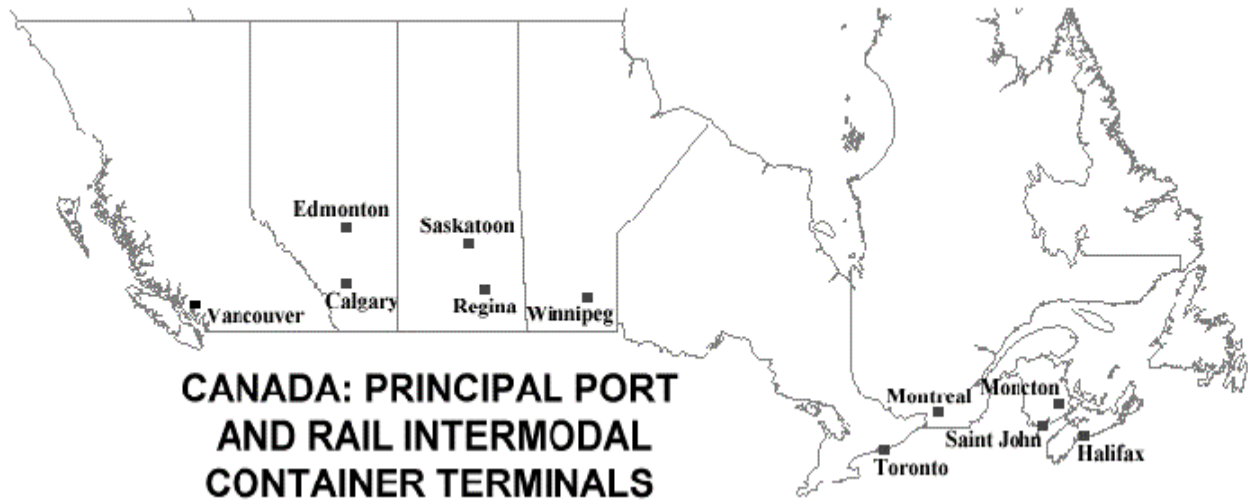 Edmonton
Saskatoon
Calgary
Regina
Winnipeg
Vancouver
CANADA: PRINCIPAL PORT
AND RAIL INTERMODAL
CONTAINER TERMINALS
Montreal
Moncton
Saint John
Halifax
Toronto